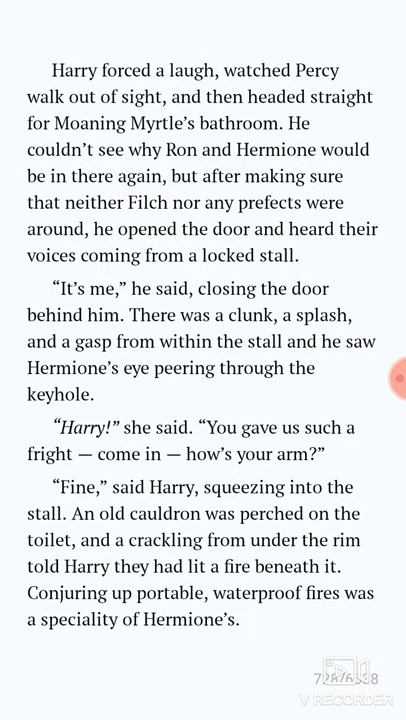 Harry forced a laugh, watched Percy
walk out of sight, and then headed straight
for Moaning Myrtle’s bathroom. He
couldn’t see why Ron and Hermione would
be in there again, but after making sure
that neither Filch nor any prefects were
around, he opened the door and heard their
voices coming from a locked stall.
“It’s me,” he said, closing the door
behind him. There was a clunk, a splash,
and a gasp from within the stall and he saw
Hermione’s eye peering through the
keyhole.
“Harry!” she said. “You gave us such a
fright — come in — how’s your arm?”
“Fine,” said Harry, squeezing into the
stall. An old cauldron was perched on the
toilet, and a crackling from under the rim
told Harry they had lit a fire beneath it.
Conjuring up portable, waterproof fires was
a speciality of Hermione’s.
V RECORDER